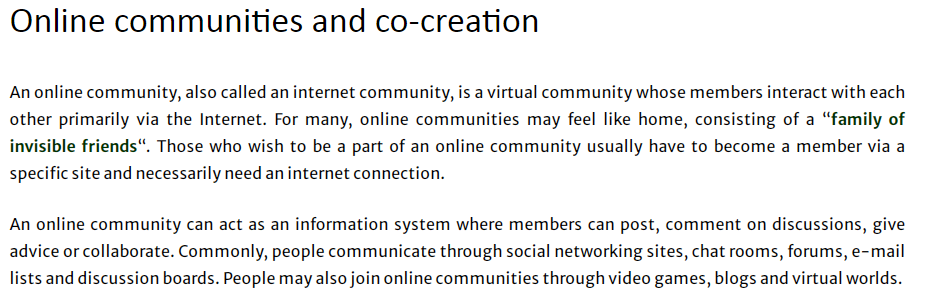 Online communities and co-creation
An online community, also called an internet community, is a virtual community whose members interact with each
other primarily via the Internet. For many, online communities may feel like home, consisting of a “family of
invisible friends“. Those who wish to be a part of an online community usually have to become a member via a
specific site and necessarily need an internet connection.
An online community can act as an information system where members can post, comment on discussions, give
advice or collaborate. Commonly, people communicate through social networking sites, chat rooms, forums, e-mail
lists and discussion boards. People may also join online communities through video games, blogs and virtual worlds.